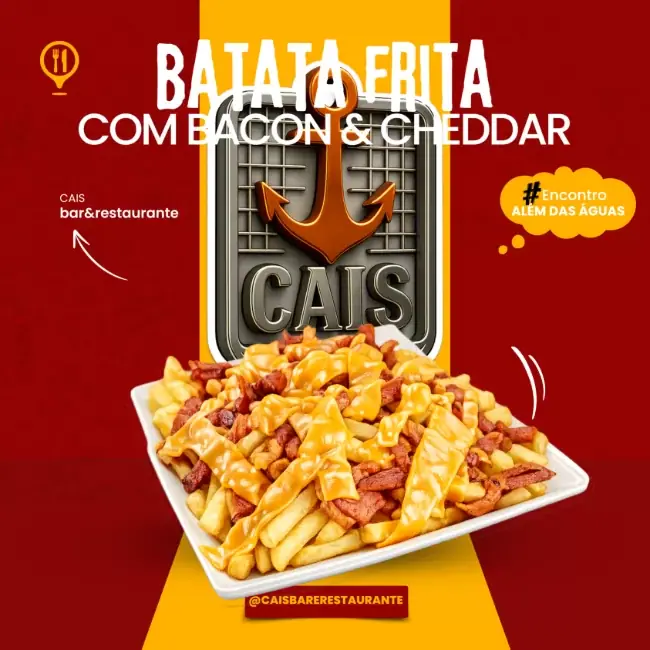 BATATA FRITA
COM BACON & CHEDDAR
CAIS
bar&restaurante
#Encontro
ALÉM DAS ÁGUAS
CAIS
@CAISBARERESTAURANTE